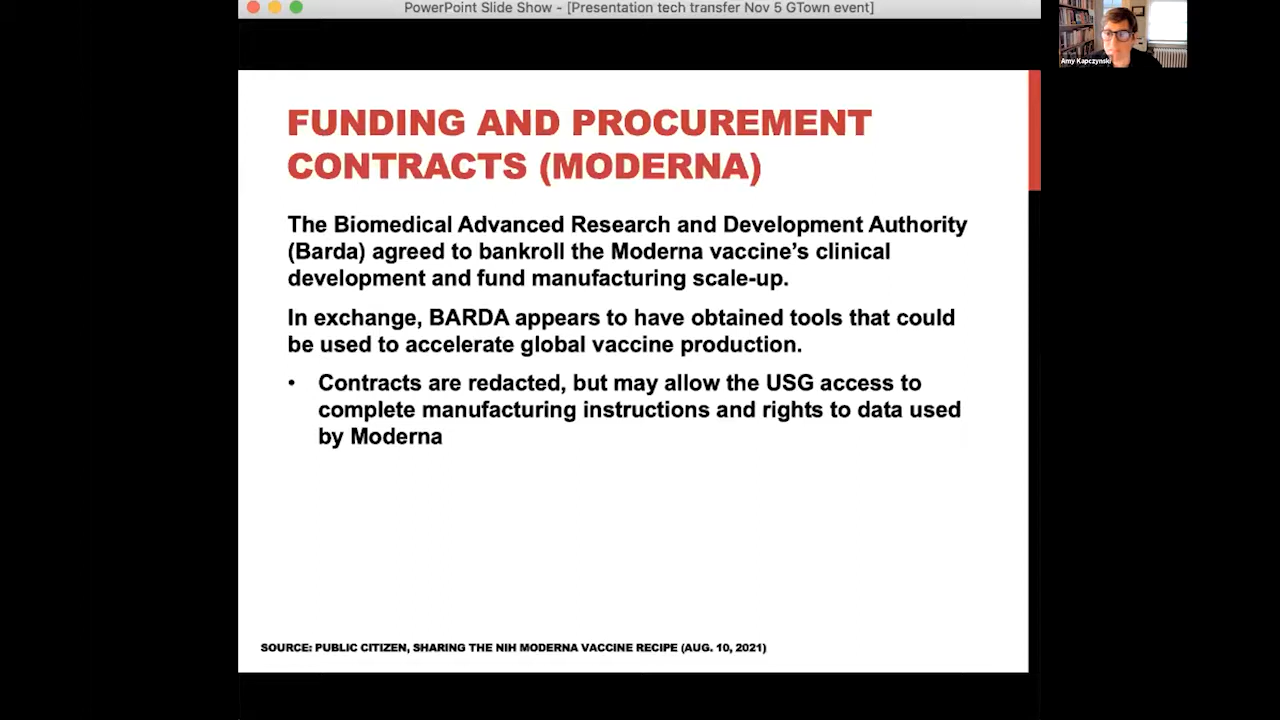 PowerPoint Slide Show - [Presentation tech transfer Nov 5 GTown event]
Amy Kapczynski
FUNDING AND PROCUREMENT
CONTRACTS (MODERNA)
The Biomedical Advanced Research and Development Authority
(Barda) agreed to bankroll the Moderna vaccine’s clinical
development and fund manufacturing scale-up.
In exchange, BARDA appears to have obtained tools that could
be used to accelerate global vaccine production.
• Contracts are redacted, but may allow the USG access to
complete manufacturing instructions and rights to data used
by Moderna
SOURCE: PUBLIC CITIZEN, SHARING THE NIH MODERNA VACCINE RECIPE (AUG. 10, 2021)